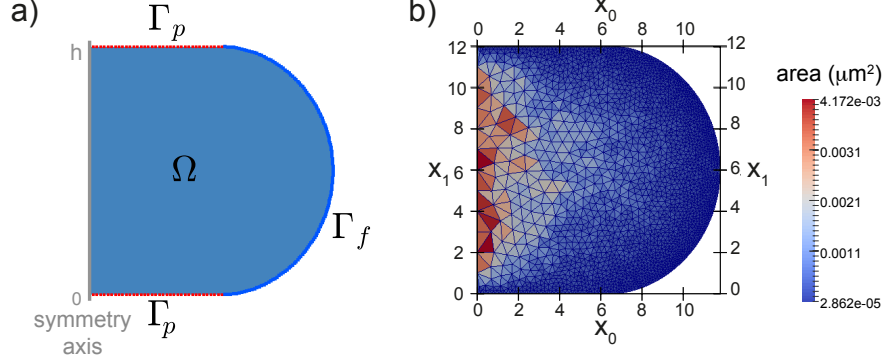 a)
Γp
h
Ω
Γf
0
Γp
symmetry
axis
b)
x0
0 2 4 6 8 10
12 12
10 10
8 8
6 6
x1 x1
4 4
2 2
0 0
0 2 4 6 8 10
x0
area (μm²)
4.172e-03
0.0031
0.0021
0.0011
2.862e-05